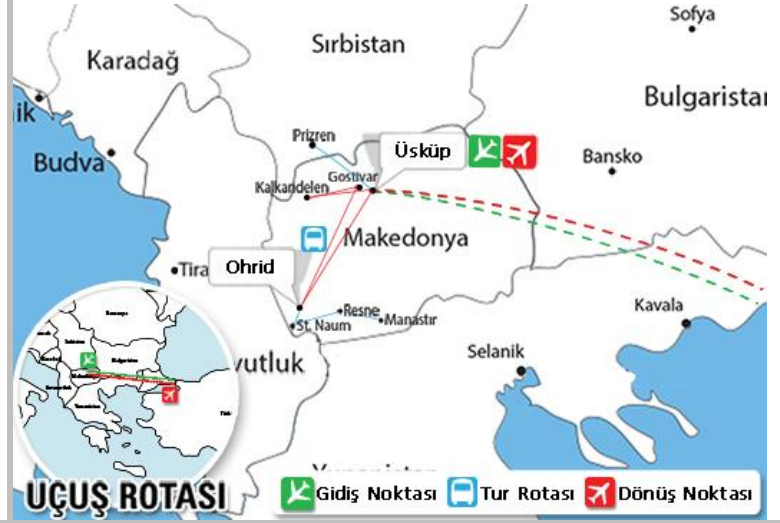 Sofya
Sırbistan
Karadağ
Bulgaristan
ik
Prizren
Üsküp
Budva
Bansko
Gostivar
Kalkandelen
Makedonya
Ohrid
Tira
Resne
Kavala
St. Naum
Manastır
Selanik
vutluk
UÇUŞ ROTASI
Gidiş Noktası
Tur Rotası
Dönüş Noktası